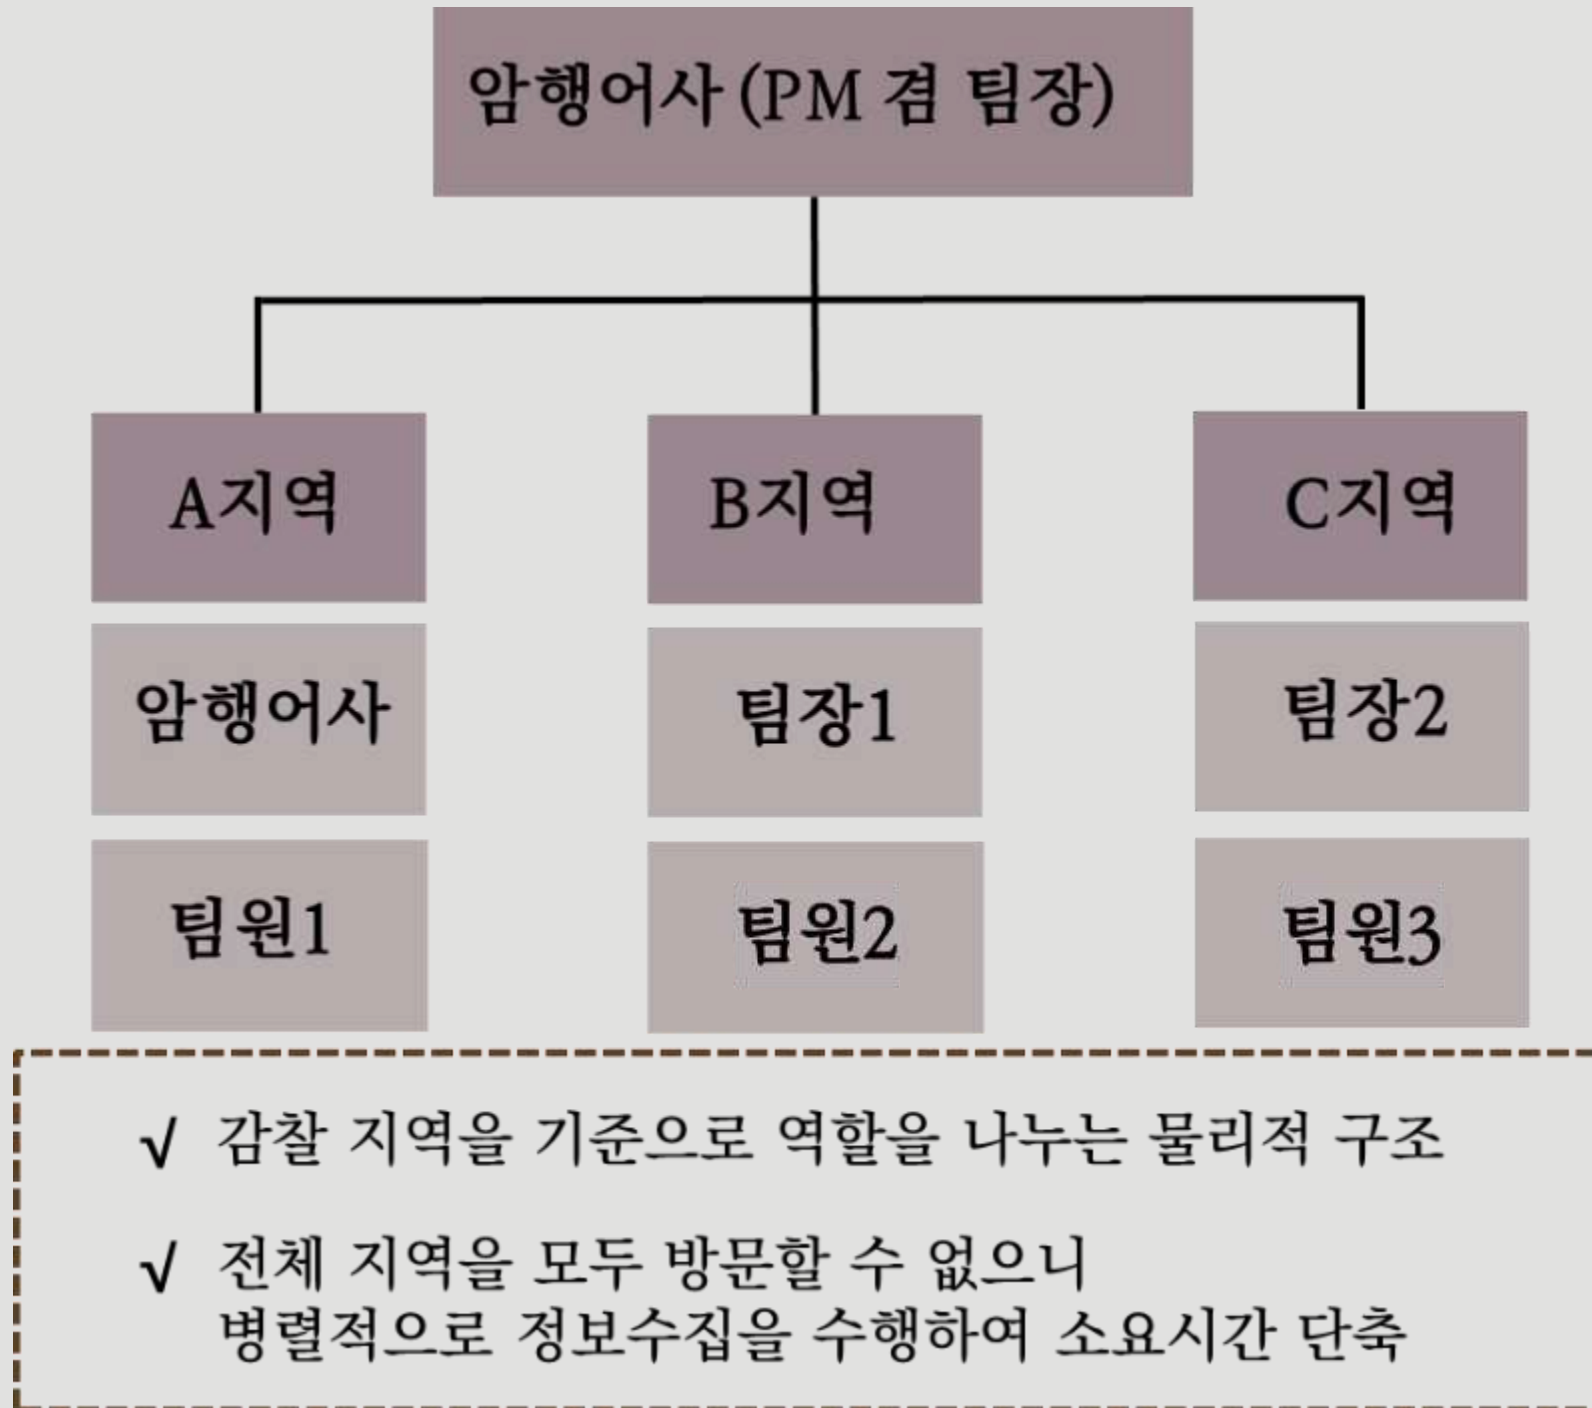 암행어사(PM 겸 팀장)
A지역
B지역
C지역
암행어사
팀장1
팀장2
팀원1
팀원2
팀원3
√ 감찰 지역을 기준으로 역할을 나누는 물리적 구조
√ 전체 지역을 모두 방문할 수 없으니
병렬적으로 정보수집을 수행하여 소요시간 단축